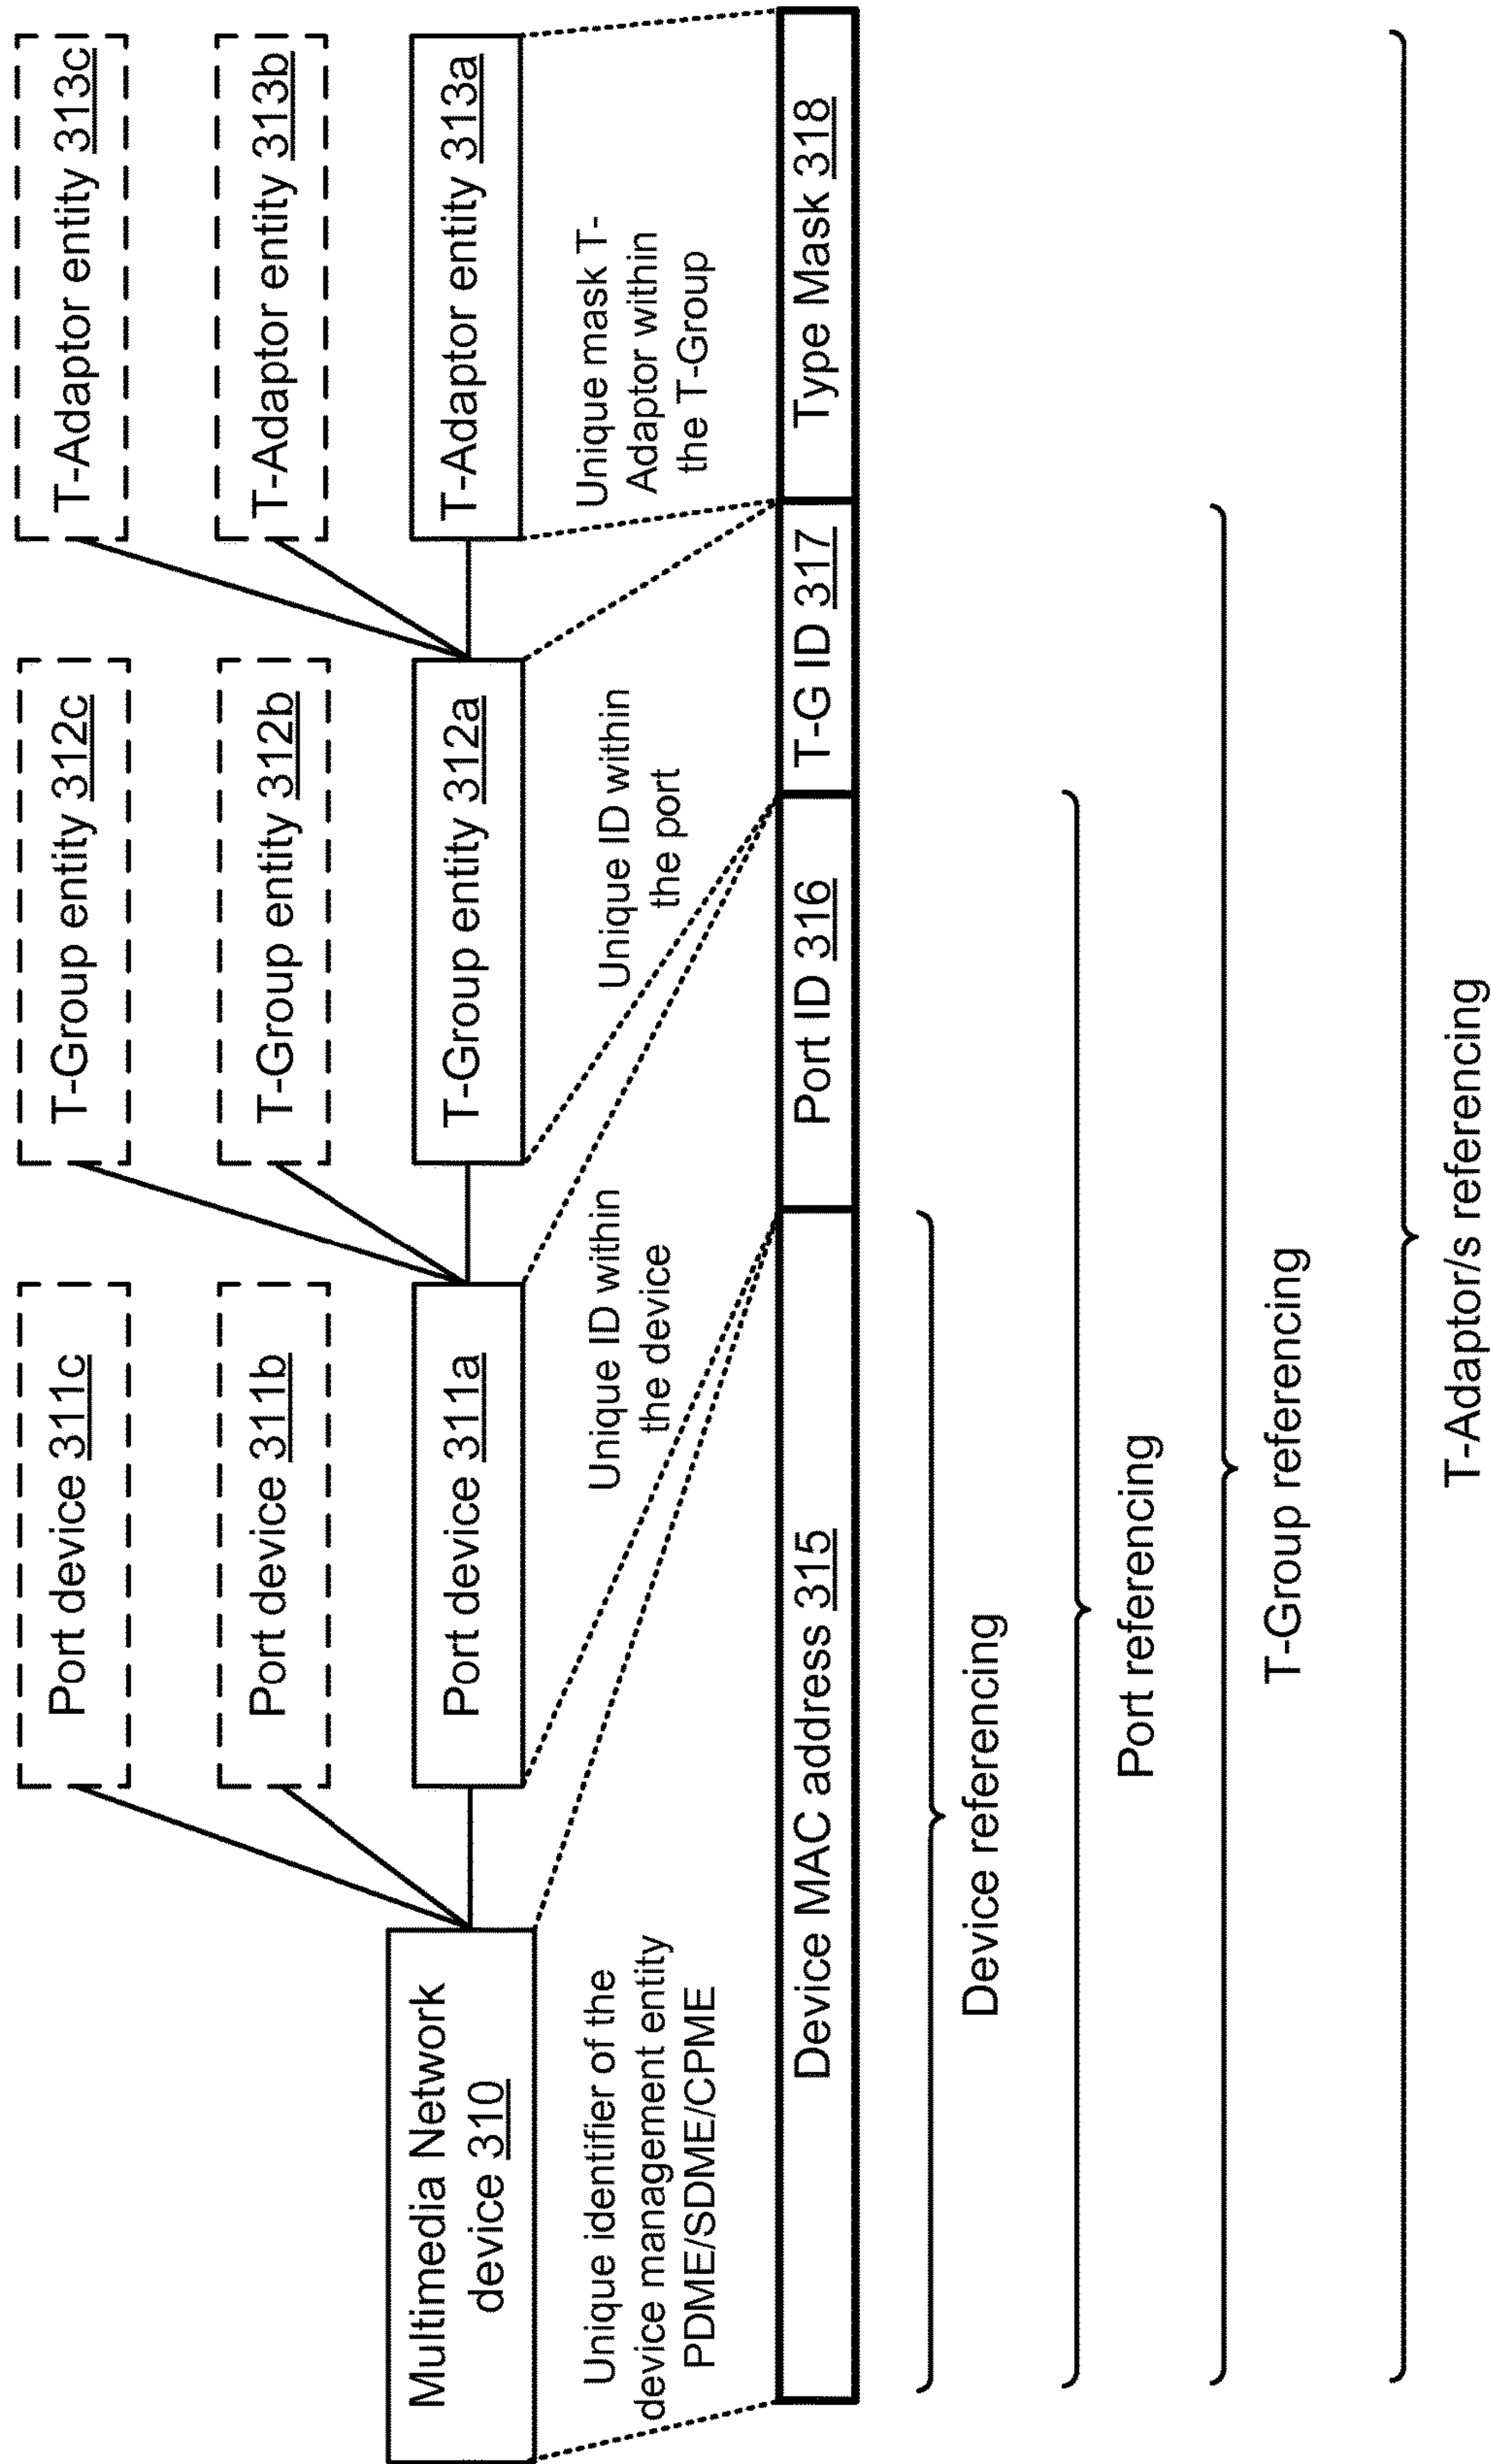 Port device 311c
T-Group entity 312c
T-Adaptor entity 313c
Port device 311b
T-Group entity 312b
T-Adaptor entity 313b
Multimedia Network
device 310
Port device 311a
T-Group entity 312a
T-Adaptor entity 313a
Unique identifier of the
device management entity
PDME/SDME/CPME
Unique ID within
the device
Unique ID within
the port
Unique mask T-
Adaptor within
the T-Group
Device MAC address 315
Port ID 316
T-G ID 317
Type Mask 318
Device referencing
Port referencing
T-Group referencing
T-Adaptor/s referencing